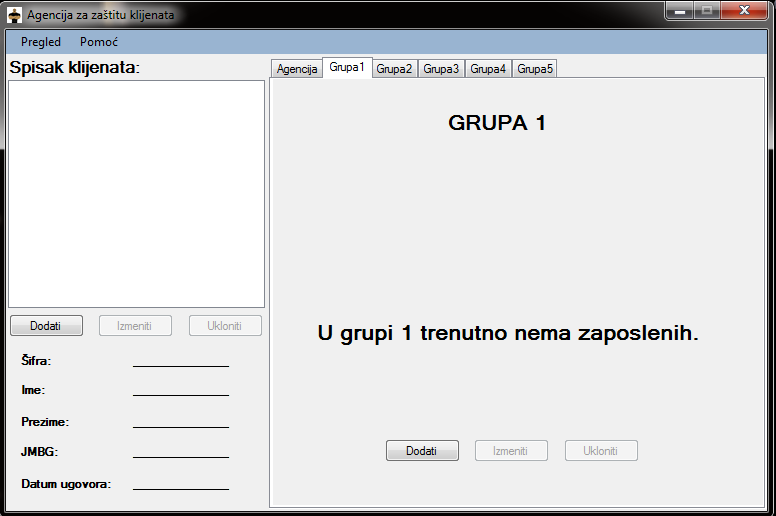 Agencija za zaštitu klijenata
Pregled Pomoć
Spisak klijenata:
Dodati Izmeniti Ukloniti
Šifra:
Ime:
Prezime:
JMBG:
Datum ugovora:
Agencija Grupa1 Grupa2 Grupa3 Grupa4 Grupa5
GRUPA 1
U grupi 1 trenutno nema zaposlenih.
Dodati Izmeniti Ukloniti